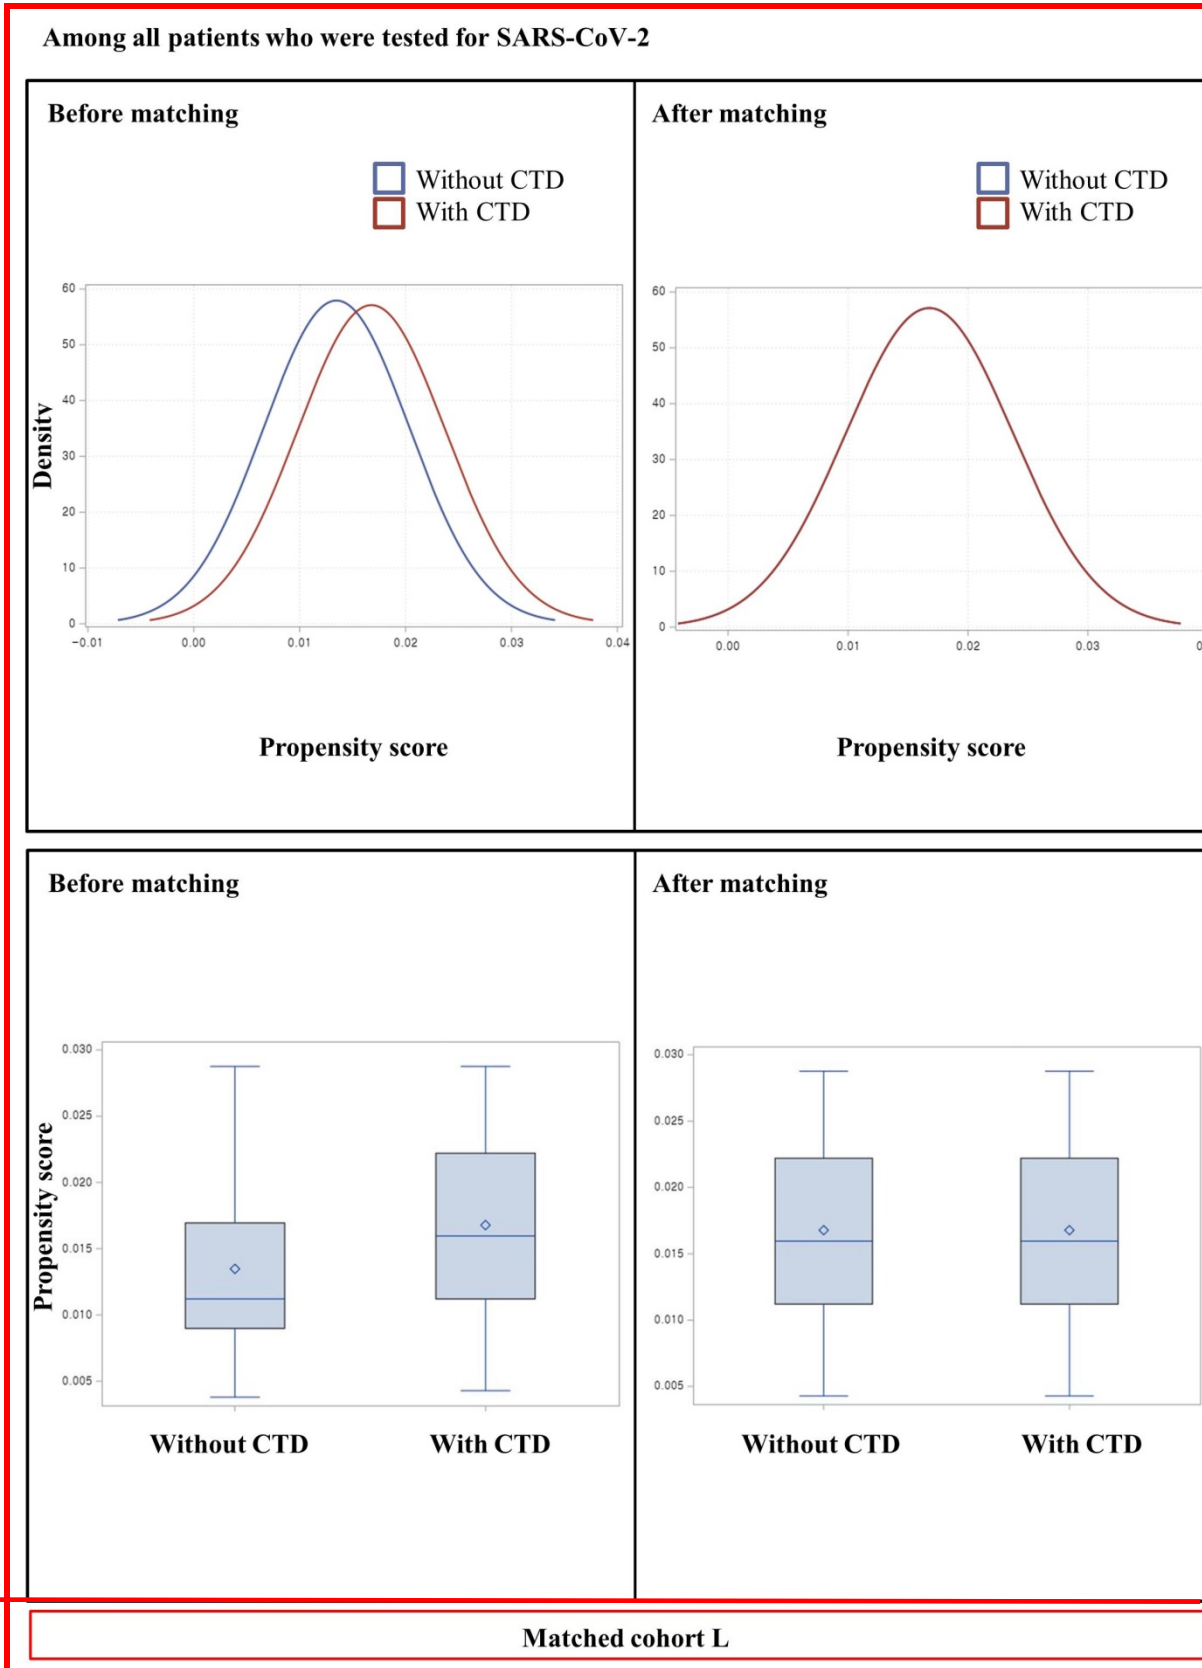 Among all patients who were tested for SARS-CoV-2
Before matching
Without CTD
With CTD
60
50
40
30
20
10
0
Density
−0.01 0.00 0.01 0.02 0.03 0.04
Propensity score
After matching
Without CTD
With CTD
60
50
40
30
20
10
0
0.00 0.01 0.02 0.03
Propensity score
Before matching
0.030
0.025
0.020
0.015
0.010
0.005
Propensity score
Without CTD With CTD
After matching
0.030
0.025
0.020
0.015
0.010
0.005
Without CTD With CTD
Matched cohort L